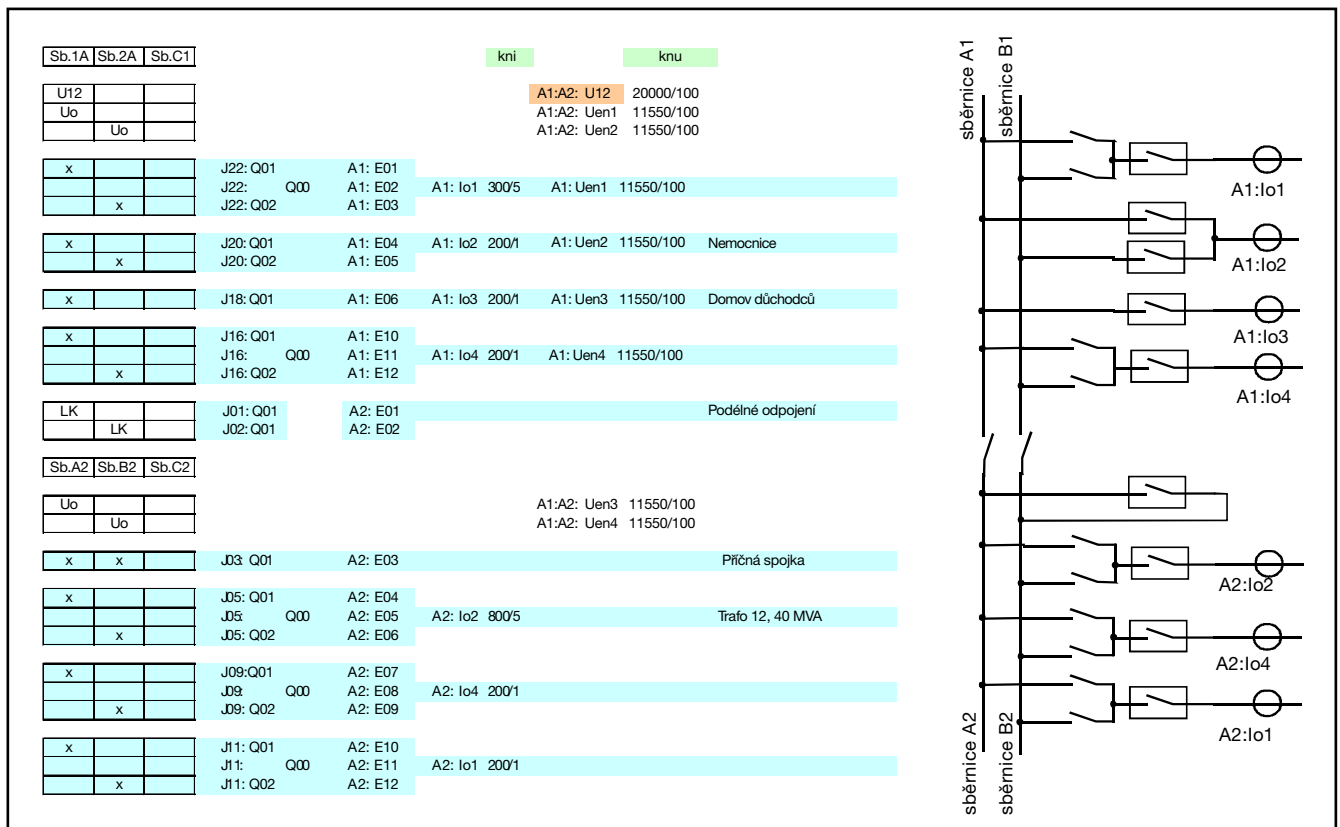 Sb.1A Sb.2A Sb.C1 kni knu
U12 A1:A2: U12 20000/100
Uo A1:A2: Uen1 11550/100
Uo A1:A2: Uen2 11550/100
x J22: Q01 A1: E01
J22: Q00 A1: E02 A1: Io1 300/5 A1: Uen1 11550/100
x J22: Q02 A1: E03
x J20: Q01 A1: E04 A1: Io2 200/1 A1: Uen2 11550/100 Nemocnice
x J20: Q02 A1: E05
x J18: Q01 A1: E06 A1: Io3 200/1 A1: Uen3 11550/100 Domov důchodců
x J16: Q01 A1: E10
J16: Q00 A1: E11 A1: Io4 200/1 A1: Uen4 11550/100
x J16: Q02 A1: E12
LK J01: Q01 A2: E01 Podélné odpojení
LK J02: Q01 A2: E02
Sb.A2 Sb.B2 Sb.C2
Uo A1:A2: Uen3 11550/100
Uo A1:A2: Uen4 11550/100
x x J03: Q01 A2: E03 Příčná spojka
x J05: Q01 A2: E04
J05: Q00 A2: E05 A2: Io2 800/5 Trafo 12, 40 MVA
x J05: Q02 A2: E06
x J09:Q01 A2: E07
J09: Q00 A2: E08 A2: Io4 200/1
x J09: Q02 A2: E09
x J11: Q01 A2: E10
J11: Q00 A2: E11 A2: Io1 200/1
x J11: Q02 A2: E12
sběrnice A1
sběrnice B1
A1:Io1
A1:Io2
A1:Io3
A1:Io4
A2:Io2
A2:Io4
A2:Io1
sběrnice A2
sběrnice B2